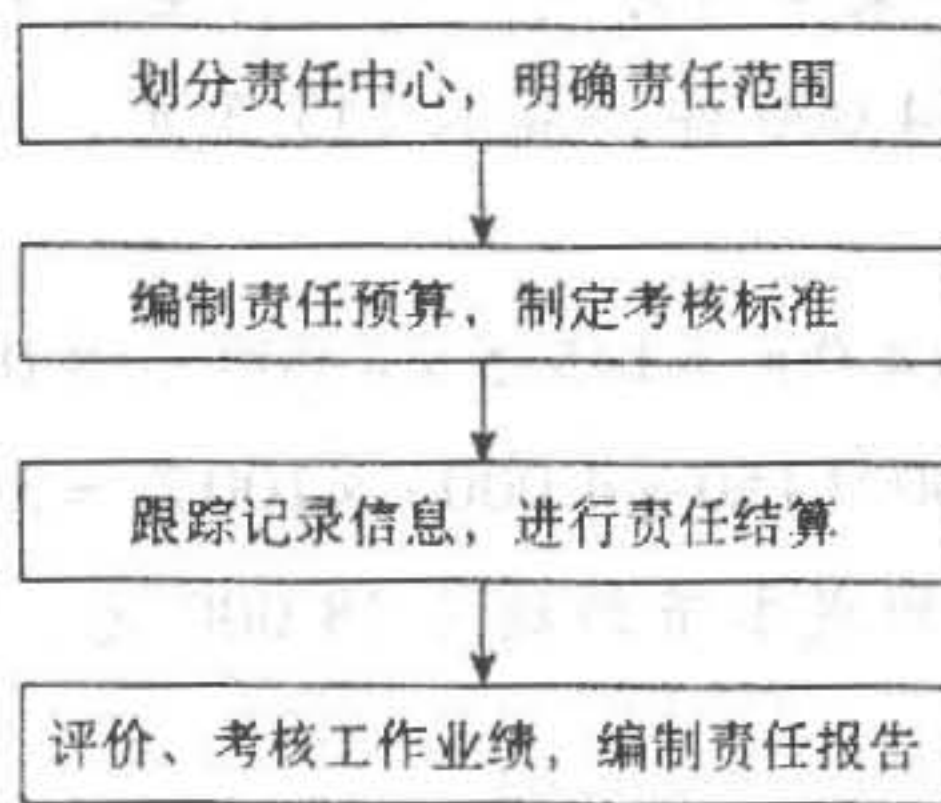 划分责任中心，明确责任范围
编制责任预算，制定考核标准
跟踪记录信息，进行责任结算
评价、考核工作业绩，编制责任报告